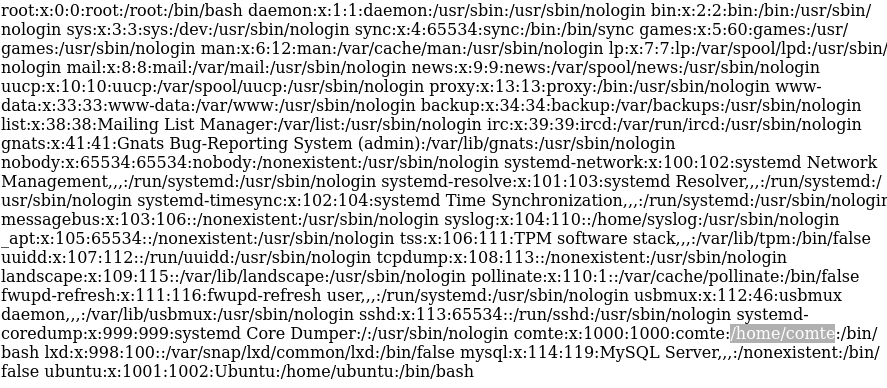 root:x:0:0:root:/root:/bin/bash daemon:x:1:1:daemon:/usr/sbin:/usr/sbin/nologin bin:x:2:2:bin:/bin:/usr/sbin/
nologin sys:x:3:3:sys:/dev:/usr/sbin/nologin sync:x:4:65534:sync:/bin:/bin/sync games:x:5:60:games:/usr/
games:/usr/sbin/nologin man:x:6:12:man:/var/cache/man:/usr/sbin/nologin lp:x:7:7:lp:/var/spool/lpd:/usr/sbin/
nologin mail:x:8:8:mail:/var/mail:/usr/sbin/nologin news:x:9:9:news:/var/spool/news:/usr/sbin/nologin
uucp:x:10:10:uucp:/var/spool/uucp:/usr/sbin/nologin proxy:x:13:13:proxy:/bin:/usr/sbin/nologin www-
data:x:33:33:www-data:/var/www:/usr/sbin/nologin backup:x:34:34:backup:/var/backups:/usr/sbin/nologin
list:x:38:38:Mailing List Manager:/var/list:/usr/sbin/nologin irc:x:39:39:ircd:/var/run/ircd:/usr/sbin/nologin
gnats:x:41:41:Gnats Bug-Reporting System (admin):/var/lib/gnats:/usr/sbin/nologin
nobody:x:65534:65534:nobody:/nonexistent:/usr/sbin/nologin systemd-network:x:100:102:systemd Network
Management,,,:/run/systemd:/usr/sbin/nologin systemd-resolve:x:101:103:systemd Resolver,,,:/run/systemd:/
usr/sbin/nologin systemd-timesync:x:102:104:systemd Time Synchronization,,,:/run/systemd:/usr/sbin/nologin
messagebus:x:103:106::/nonexistent:/usr/sbin/nologin syslog:x:104:110::/home/syslog:/usr/sbin/nologin
_apt:x:105:65534::/nonexistent:/usr/sbin/nologin tss:x:106:111:TPM software stack,,,:/var/lib/tpm:/bin/false
uuidd:x:107:112::/run/uuidd:/usr/sbin/nologin tcpdump:x:108:113::/nonexistent:/usr/sbin/nologin
landscape:x:109:115::/var/lib/landscape:/usr/sbin/nologin pollinate:x:110:1::/var/cache/pollinate:/bin/false
fwupd-refresh:x:111:116:fwupd-refresh user,,,:/run/systemd:/usr/sbin/nologin usbmux:x:112:46:usbmux
daemon,,,:/var/lib/usbmux:/usr/sbin/nologin sshd:x:113:65534::/run/sshd:/usr/sbin/nologin systemd-
coredump:x:999:999:systemd Core Dumper:/:/usr/sbin/nologin comte:x:1000:1000:comte:/home/comte:/bin/
bash lxd:x:998:100::/var/snap/lxd/common/lxd:/bin/false mysql:x:114:119:MySQL Server,,,:/nonexistent:/bin/
false ubuntu:x:1001:1002:Ubuntu:/home/ubuntu:/bin/bash